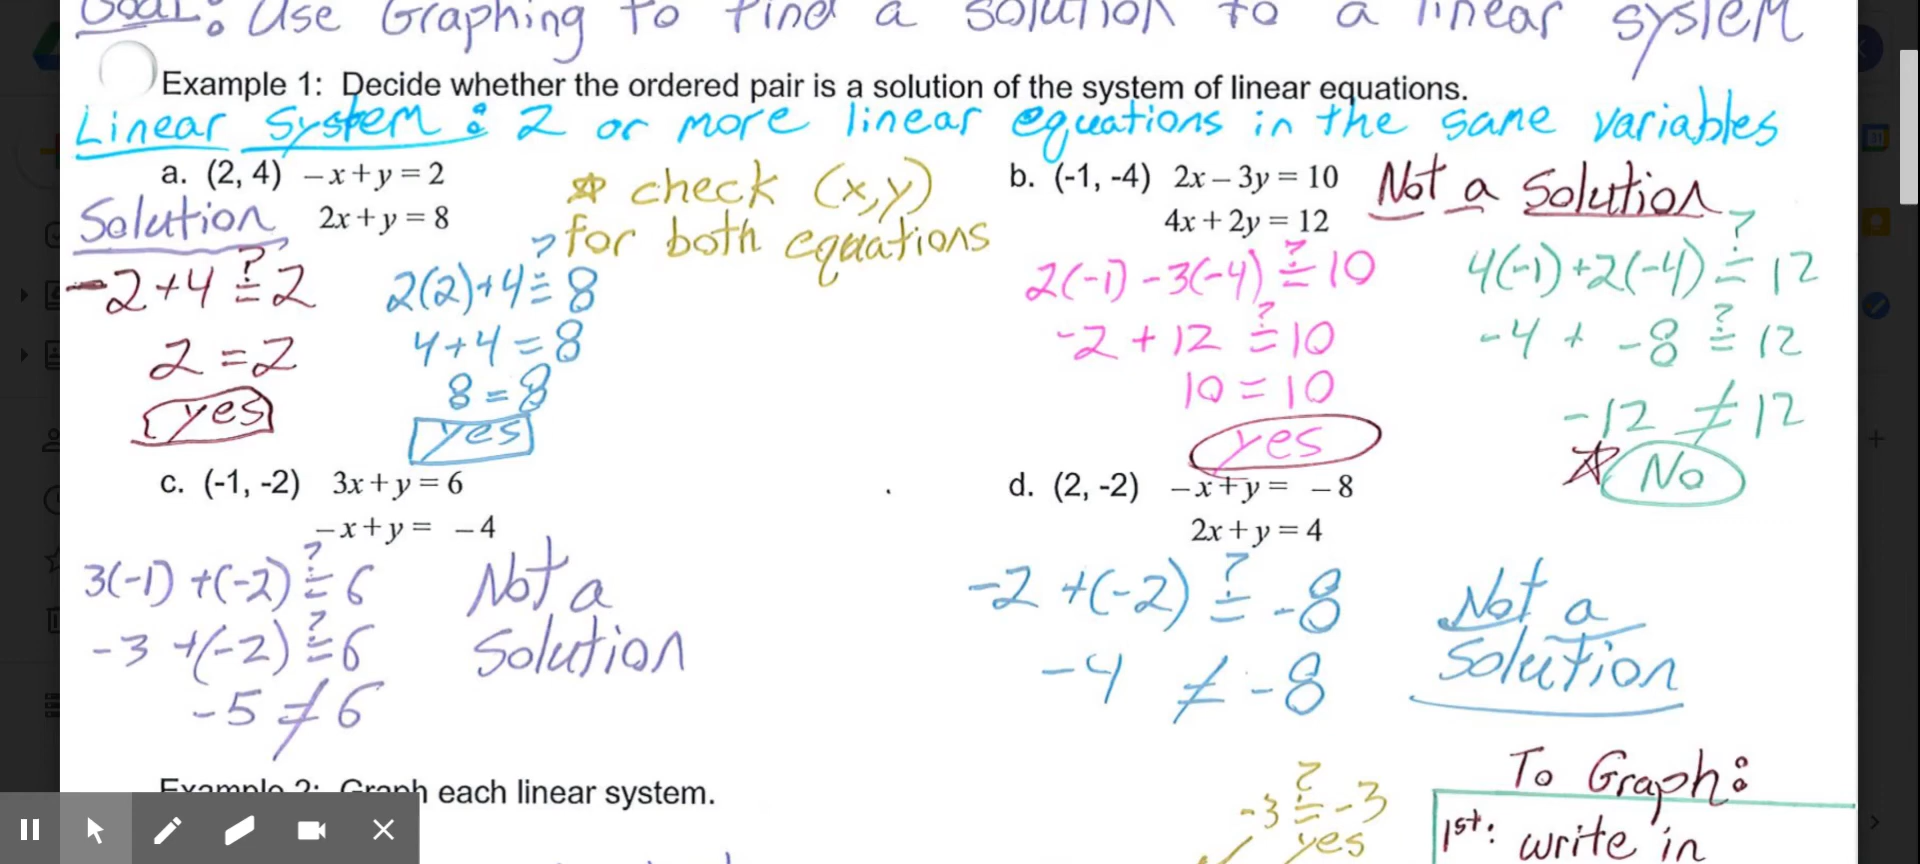 Goal: Use Graphing to find a solution to a linear system
Example 1: Decide whether the ordered pair is a solution of the system of linear equations.
Linear System: 2 or more linear equations in the same variables
a. (2, 4) −x+y=2
2x+y=8
Solution
☆ check (x,y)
for both equations
-2+4 ≟ 2
2=2
yes
2(2)+4 ≟ 8
4+4=8
8=8
yes
b. (-1, -4) 2x−3y=10
4x+2y=12
Not a Solution
2(-1)-3(-4) ≟ 10
-2+12 ≟ 10
10=10
yes
4(-1)+2(-4) ≟ 12
-4 + -8 ≟ 12
-12 ≠ 12
☆ No
c. (-1, -2) 3x+y=6
−x+y= −4
3(-1)+(-2) ≟ 6
-3+(-2) ≟ 6
-5 ≠ 6
Not a
Solution
d. (2, -2) −x+y= −8
2x+y=4
-2+(-2) ≟ -8
-4 ≠ -8
Not a
Solution
Example 2: Graph each linear system.
-3 ≟ -3
✓ yes
To Graph:
1st: write in